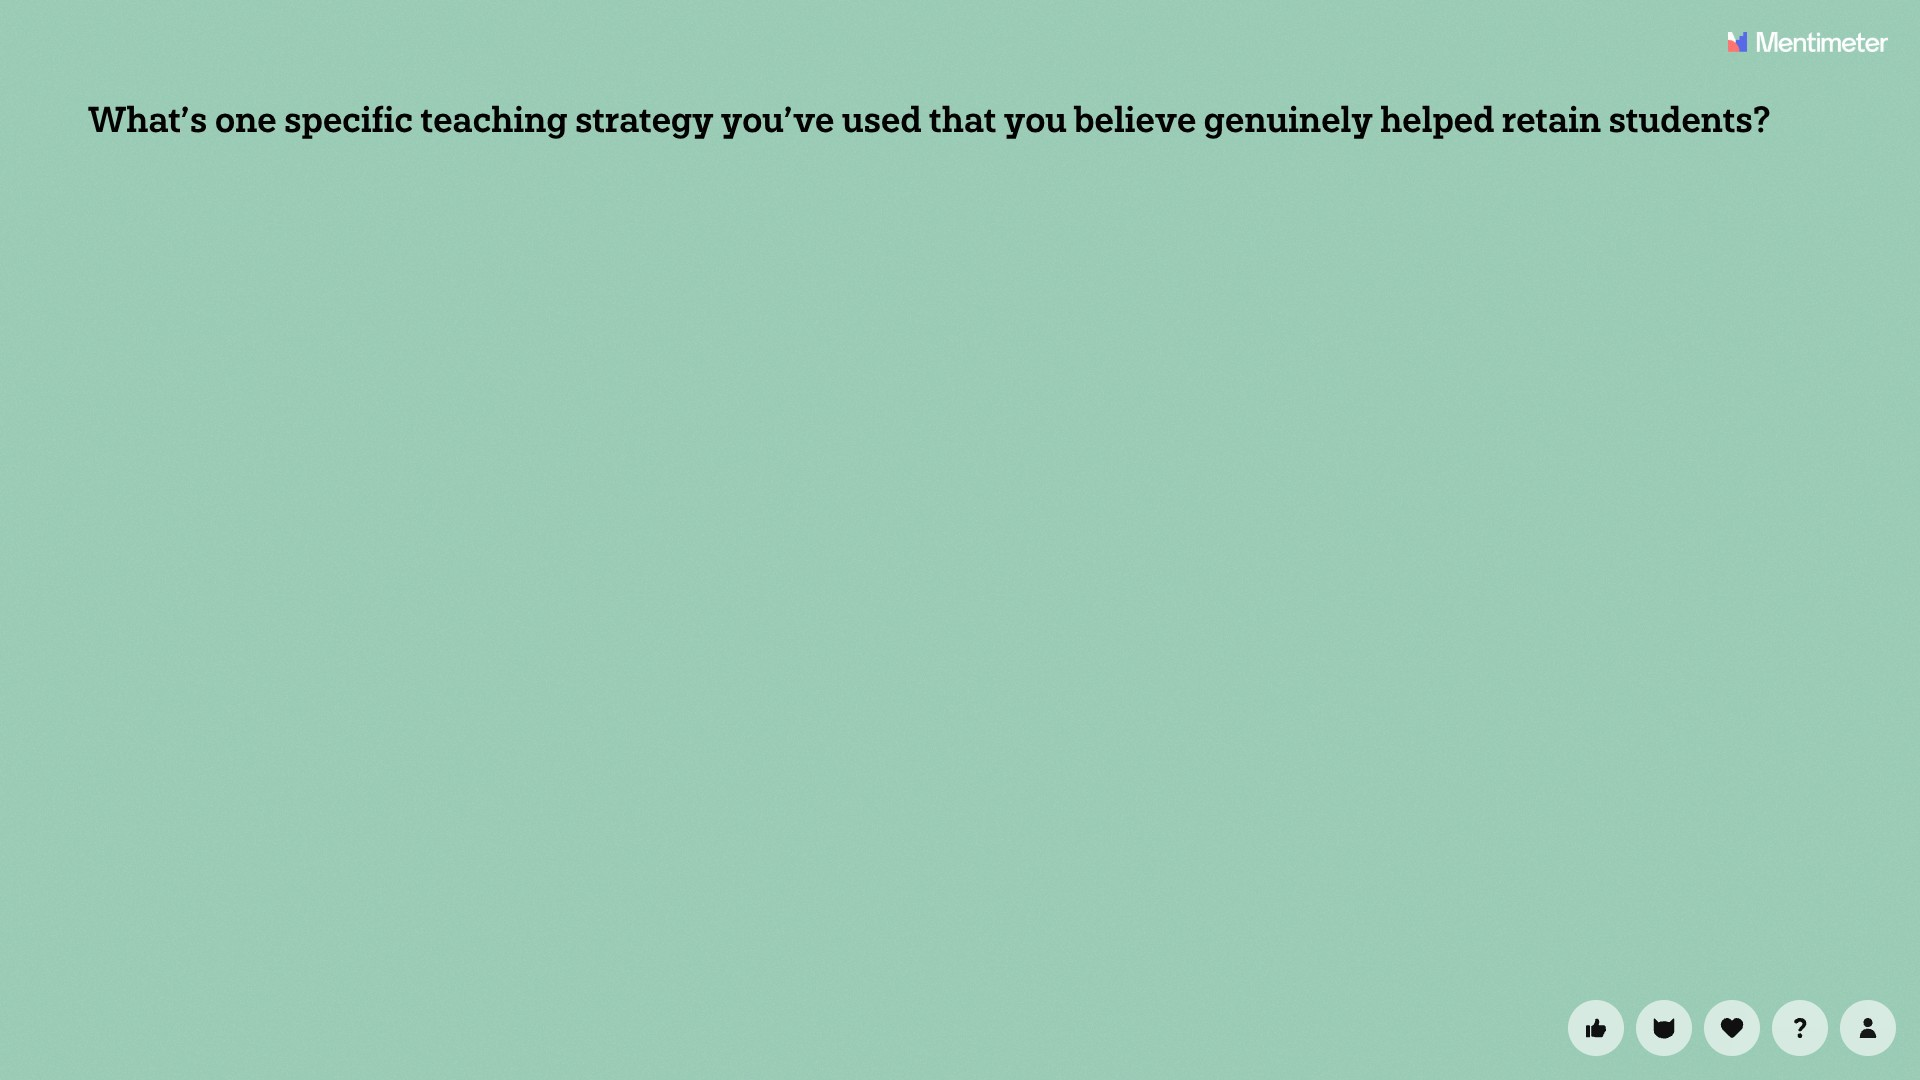 Mentimeter
What’s one specific teaching strategy you’ve used that you believe genuinely helped retain students?
?